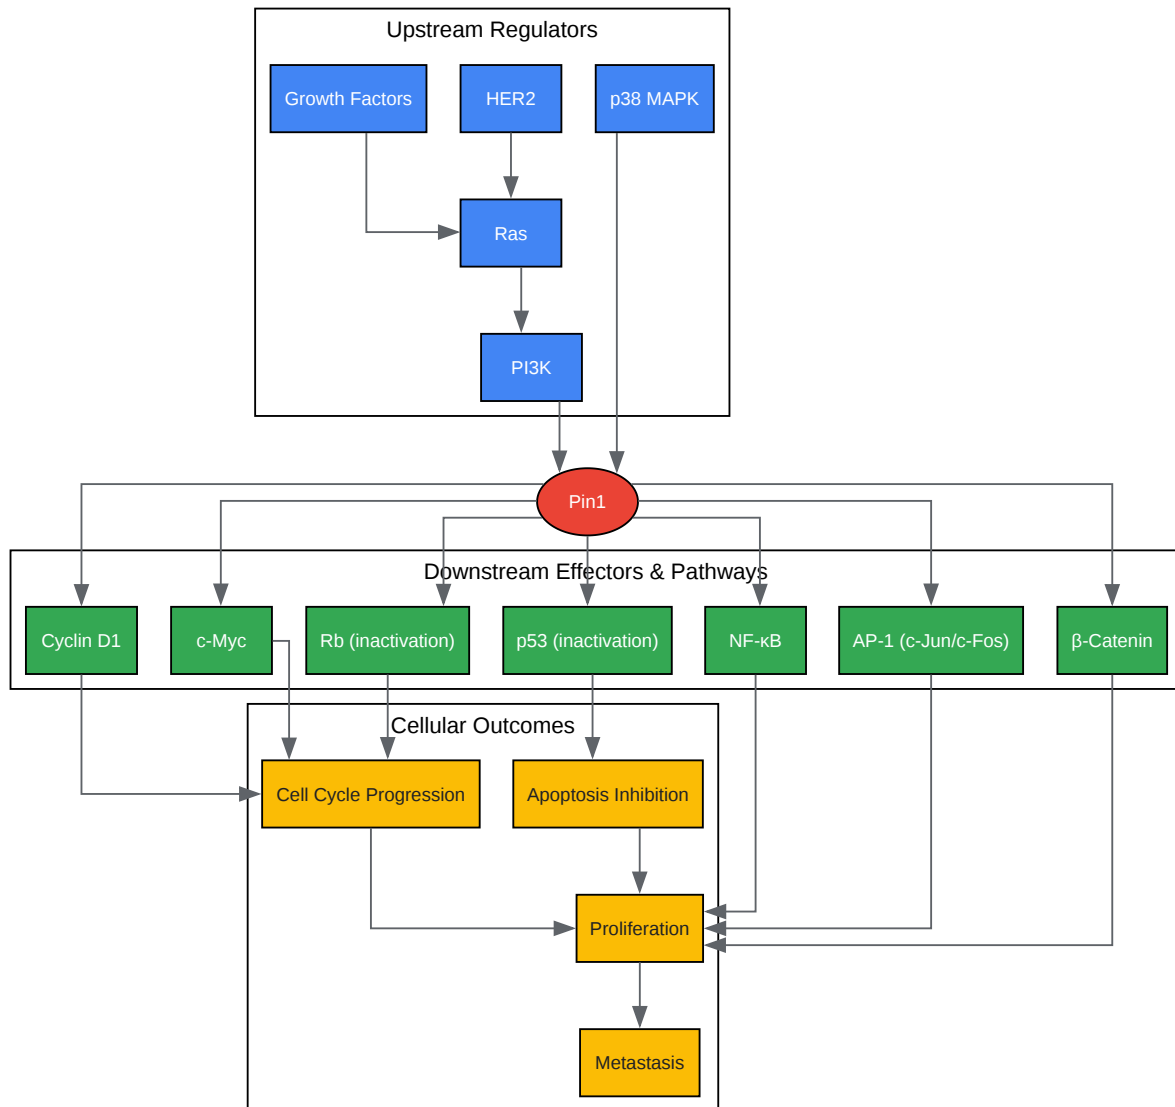 Upstream Regulators
Growth Factors
HER2
p38 MAPK
Ras
PI3K
Pin1
Downstream Effectors & Pathways
Cyclin D1
c-Myc
Rb (inactivation)
p53 (inactivation)
NF-κB
AP-1 (c-Jun/c-Fos)
β-Catenin
Cellular Outcomes
Cell Cycle Progression
Apoptosis Inhibition
Proliferation
Metastasis